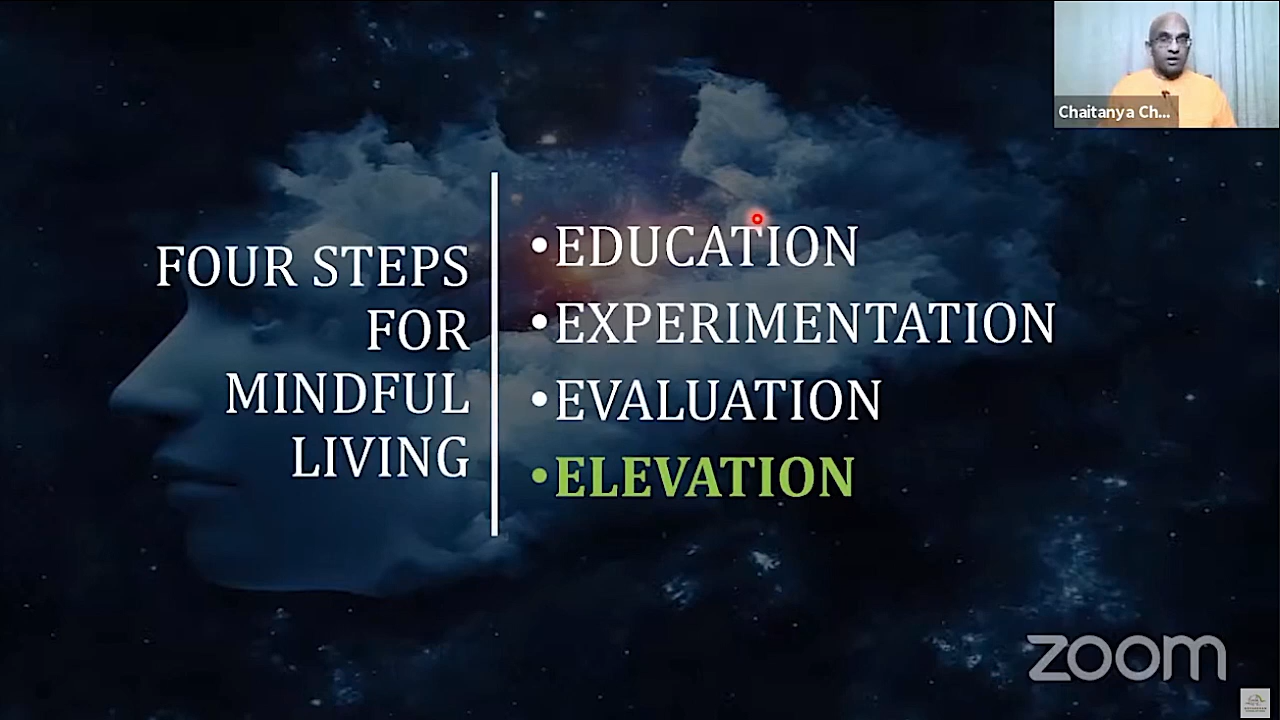 Chaitanya Ch...
FOUR STEPS
FOR
MINDFUL
LIVING
•EDUCATION
•EXPERIMENTATION
•EVALUATION
•ELEVATION
zoom